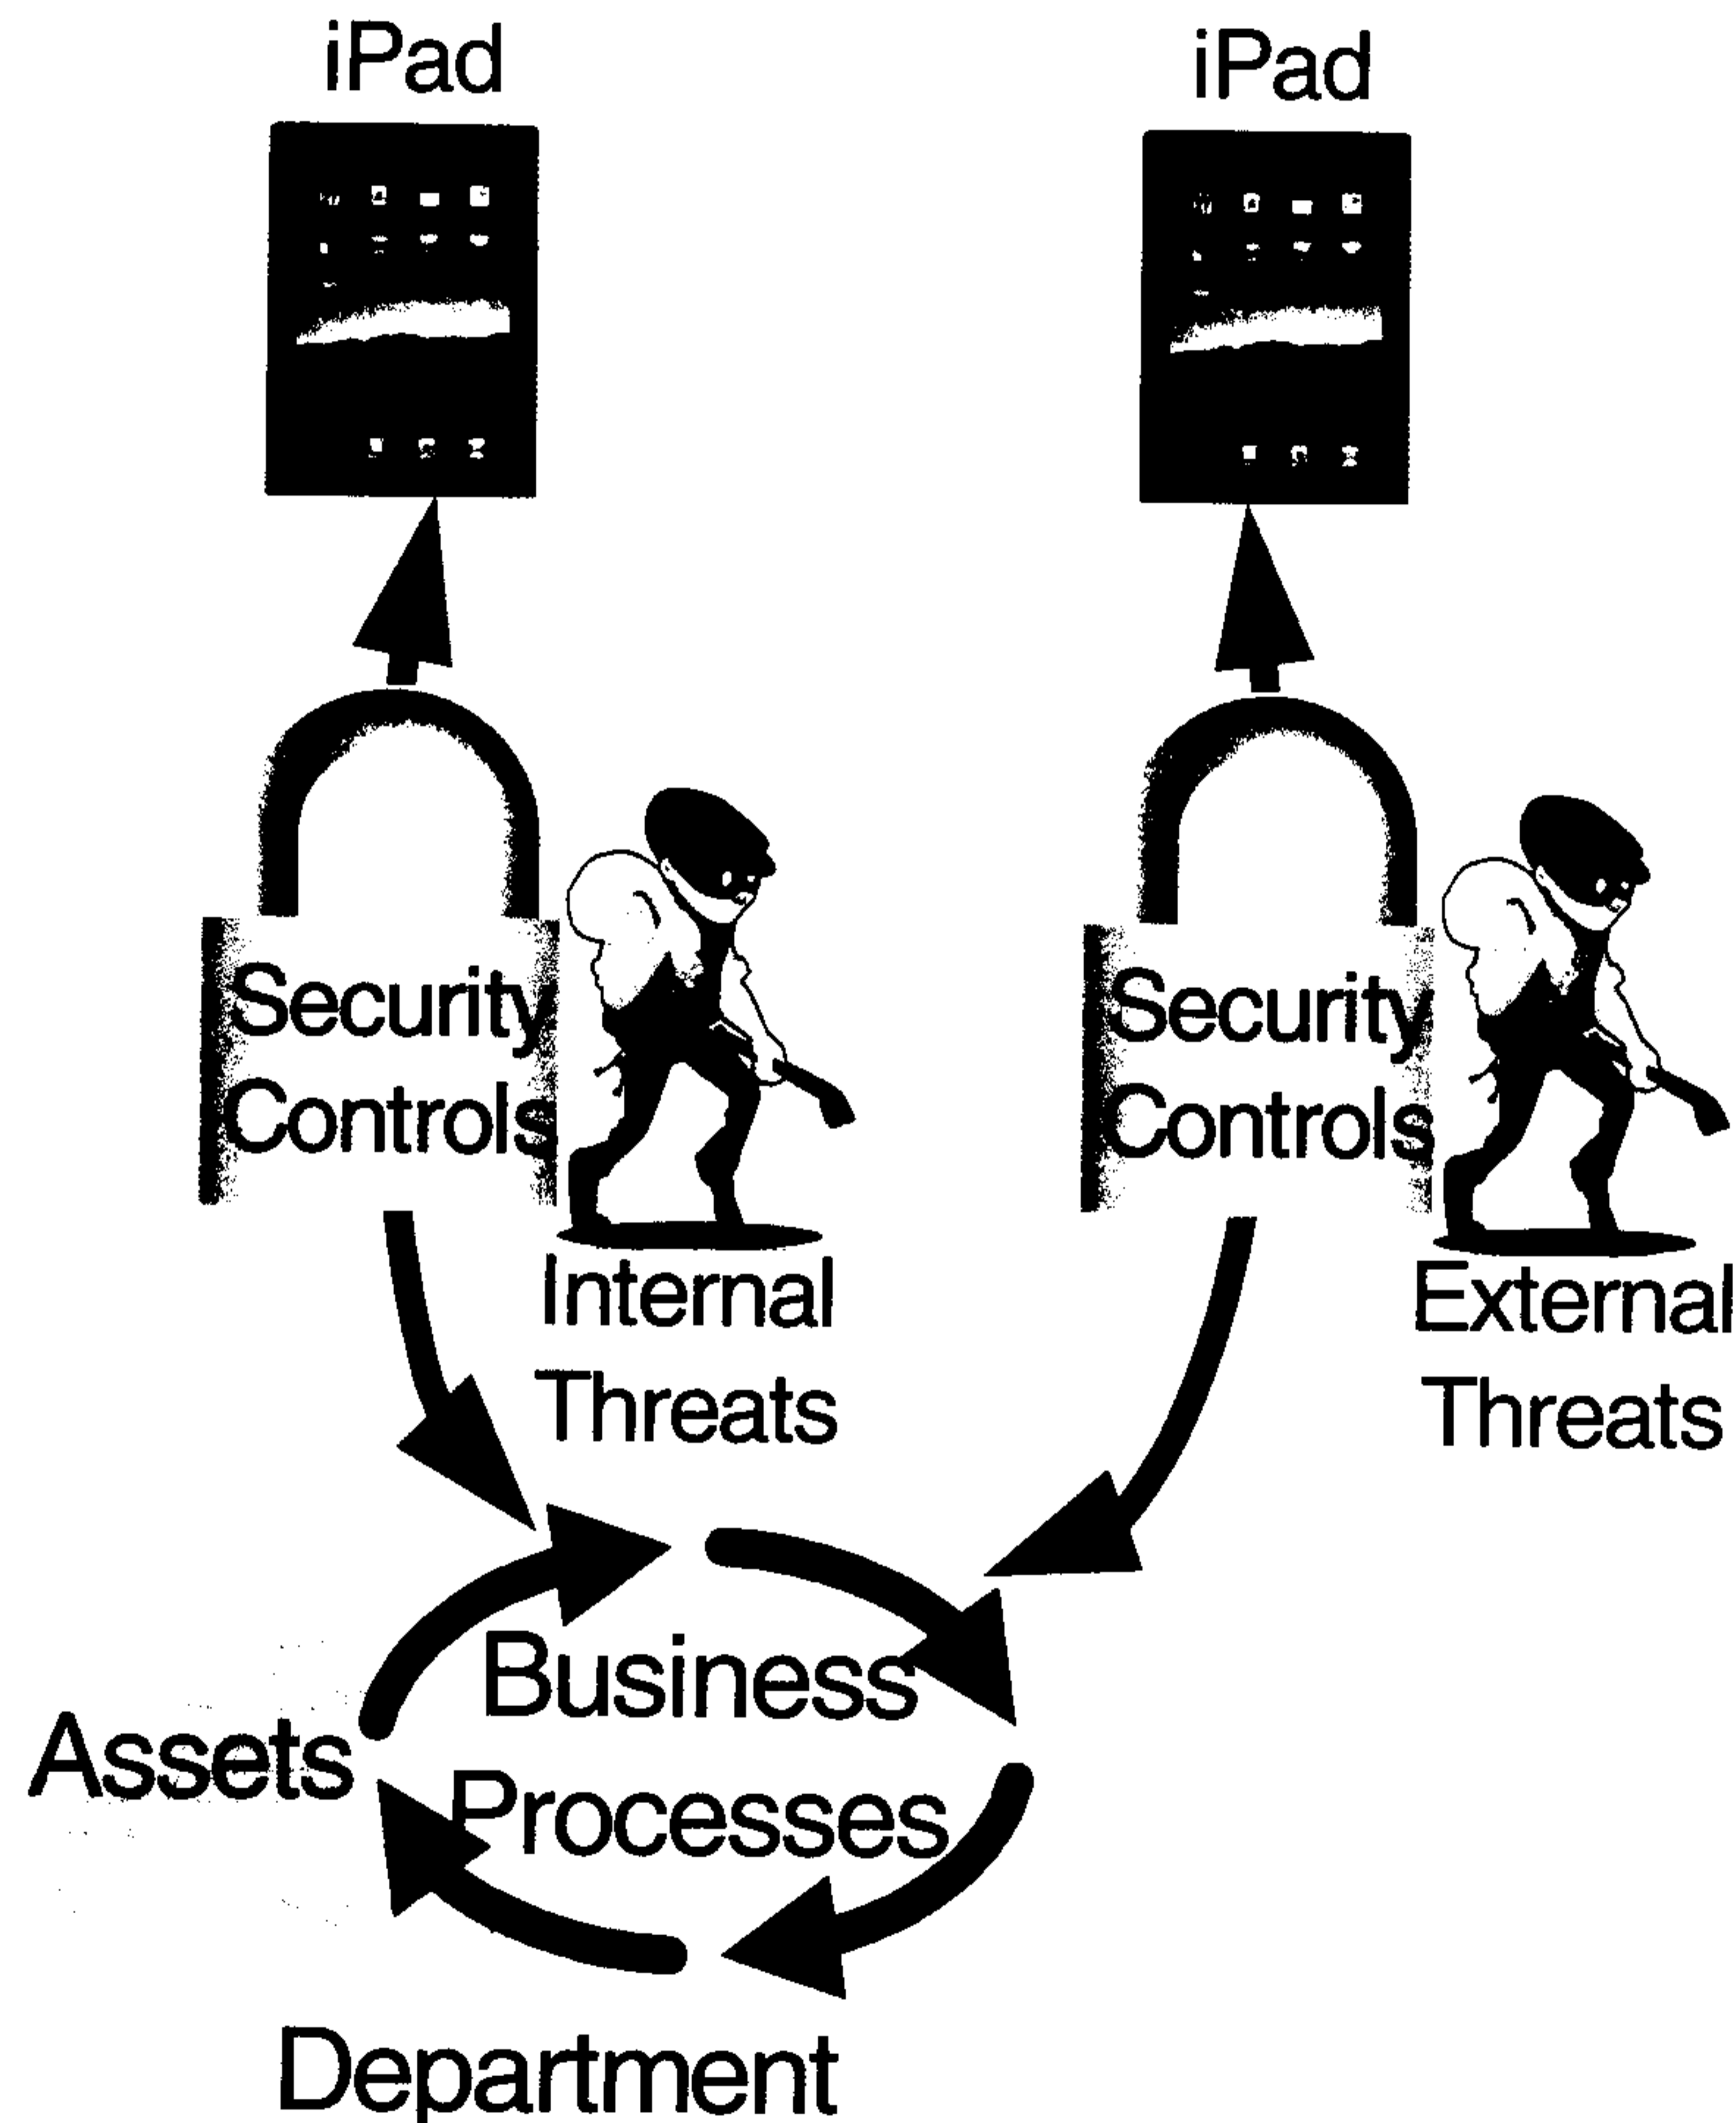 iPad
iPad
Security
Controls
Security
Controls
Internal
Threats
External
Threats
Business
Assets
Processes
Department